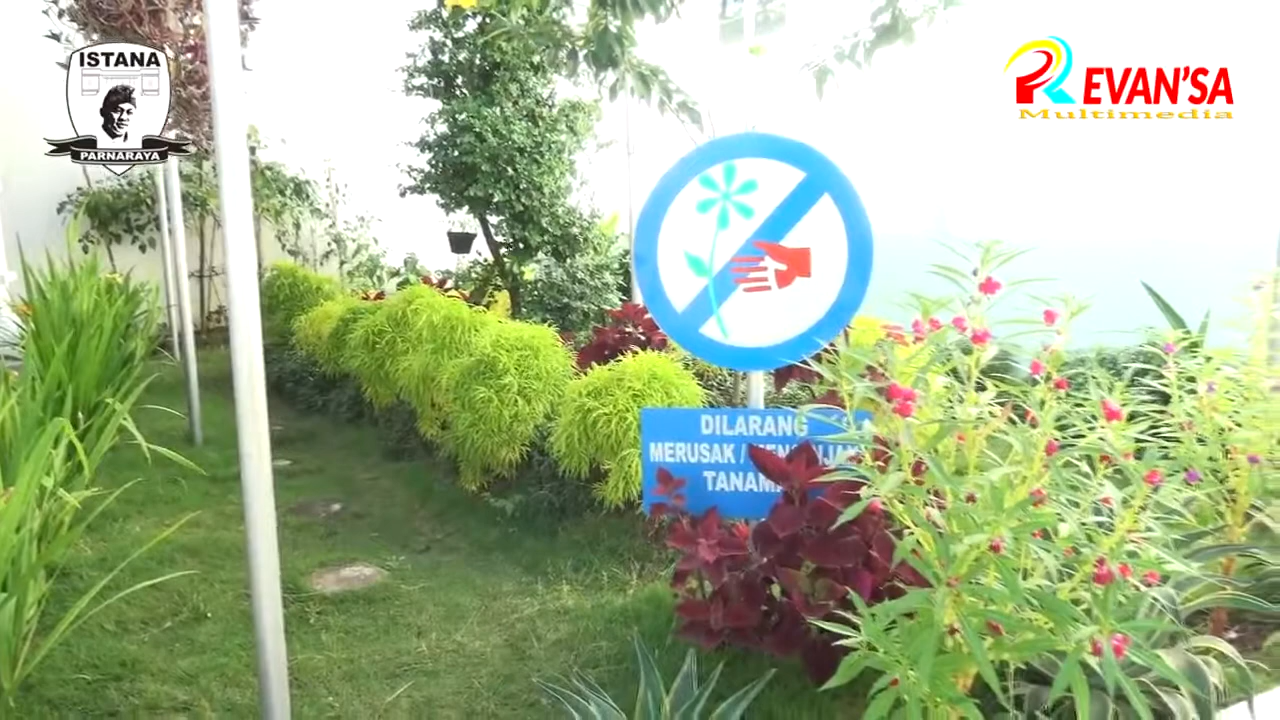 ISTANA
PARNARAYA
EVAN'SA
Multimedia
DILARANG
MERUSAK /